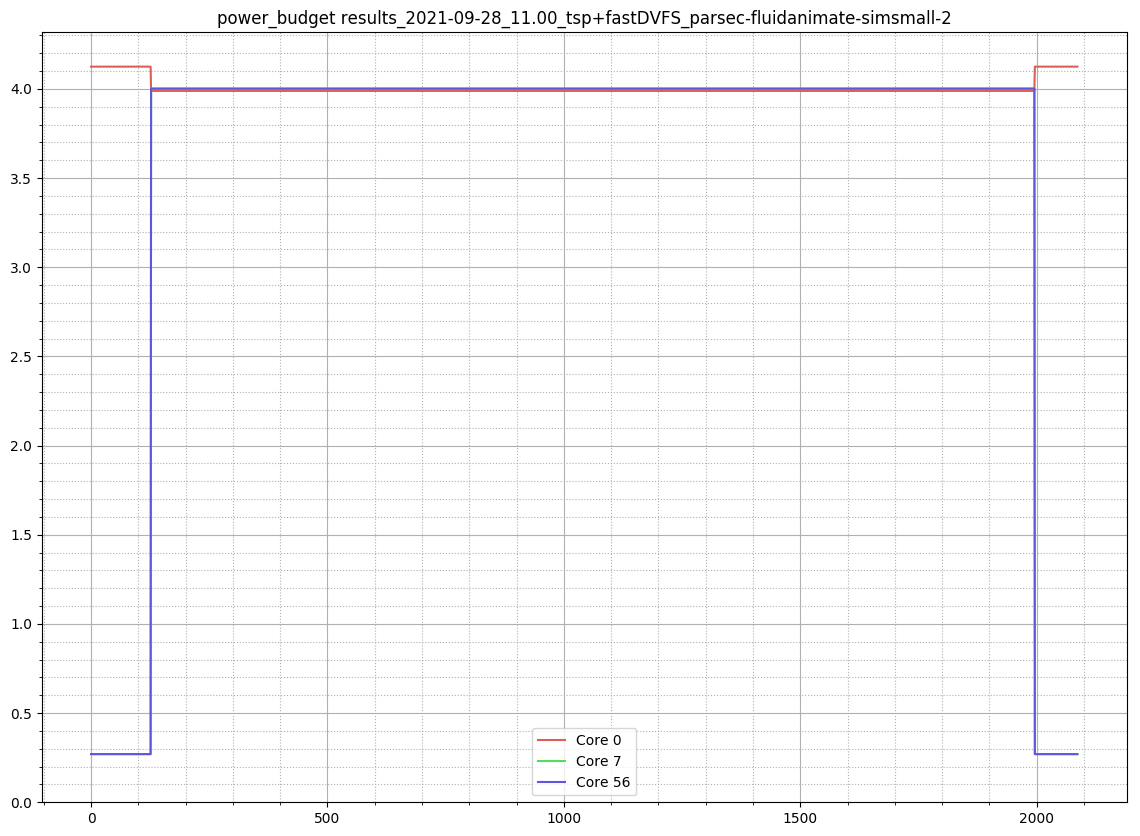 power_budget results_2021-09-28_11.00_tsp+fastDVFS_parsec-fluidanimate-simsmall-2
4.0
3.5
3.0
2.5
2.0
1.5
1.0
0.5
0.0
Core 0
Core 7
Core 56
0 500 1000 1500 2000